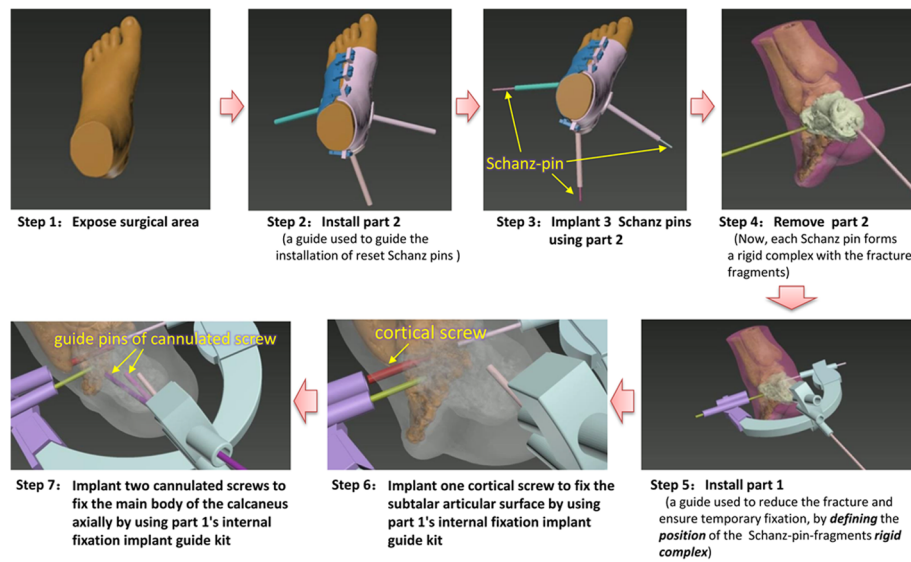 Step 1： Expose surgical area
Step 2： Install part 2
(a guide used to guide the
installation of reset Schanz pins )
Schanz-pin
Step 3： Implant 3 Schanz pins
using part 2
Step 4： Remove part 2
(Now, each Schanz pin forms
a rigid complex with the fracture
fragments)
Step 5： Install part 1
(a guide used to reduce the fracture and
ensure temporary fixation, by defining the
position of the Schanz-pin-fragments rigid
complex)
cortical screw
Step 6： Implant one cortical screw to fix the
subtalar articular surface by using
part 1's internal fixation implant
guide kit
guide pins of cannulated screw
Step 7： Implant two cannulated screws to
fix the main body of the calcaneus
axially by using part 1's internal
fixation implant guide kit